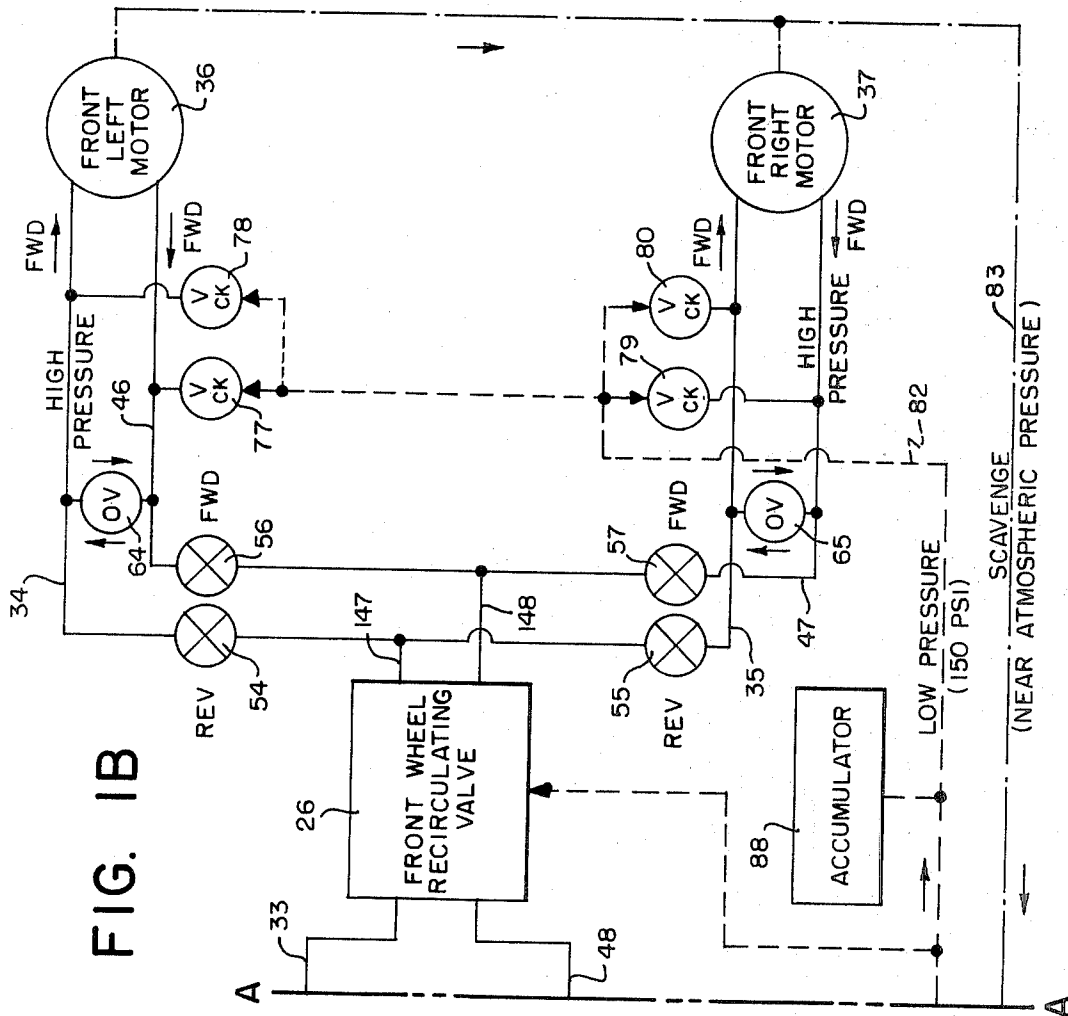 FIG. 1B
FRONT
LEFT
MOTOR
36
FWD
FWD
HIGH
PRESSURE
34
46
OV
64
V
CK
77
V
CK
78
REV
54
FWD
56
147
148
FRONT WHEEL
RECIRCULATING
VALVE
26
33
48
A
A
REV
55
FWD
57
35
47
OV
65
V
CK
79
V
CK
80
FWD
FWD
HIGH
PRESSURE
FRONT
RIGHT
MOTOR
37
ACCUMULATOR
88
82
LOW PRESSURE
(150 PSI)
SCAVENGE
(NEAR ATMOSPHERIC PRESSURE)
83